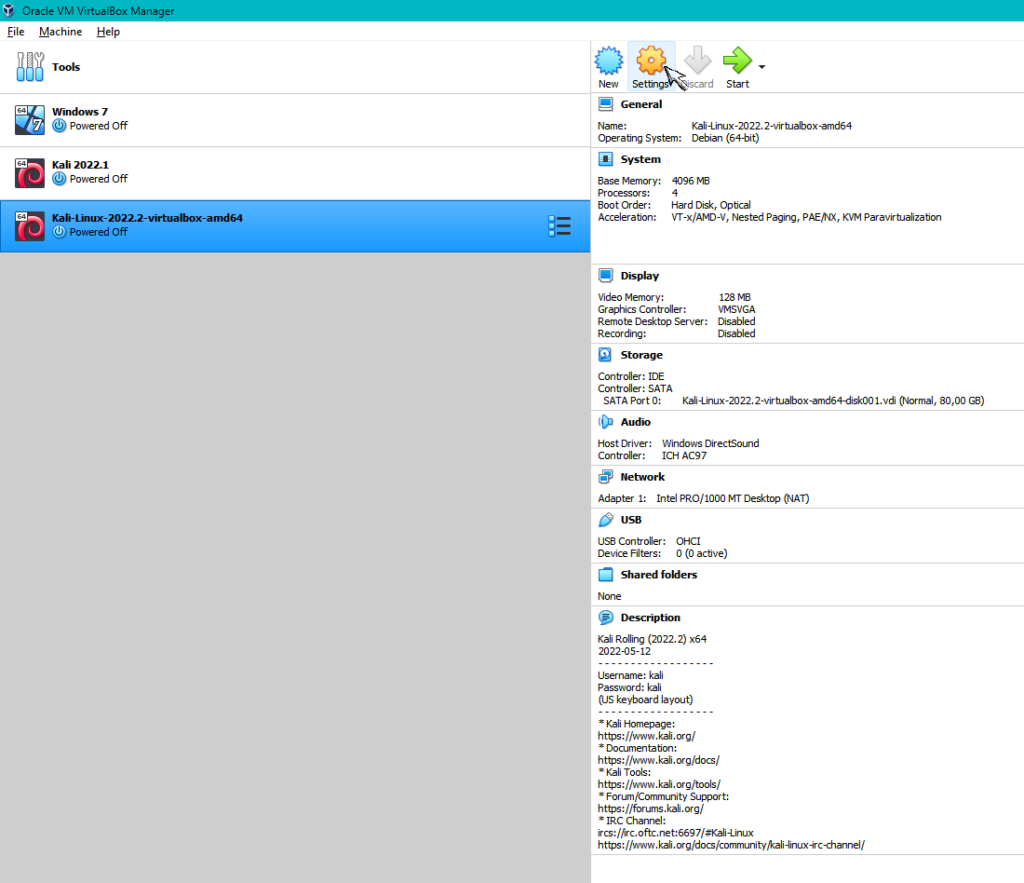 Oracle VM VirtualBox Manager
File Machine Help
Tools
64
7
Windows 7
Powered Off
64
Kali 2022.1
Powered Off
64
Kali-Linux-2022.2-virtualbox-amd64
Powered Off
New Settings Discard Start
General
Name: Kali-Linux-2022.2-virtualbox-amd64
Operating System: Debian (64-bit)
System
Base Memory: 4096 MB
Processors: 4
Boot Order: Hard Disk, Optical
Acceleration: VT-x/AMD-V, Nested Paging, PAE/NX, KVM Paravirtualization
Display
Video Memory: 128 MB
Graphics Controller: VMSVGA
Remote Desktop Server: Disabled
Recording: Disabled
Storage
Controller: IDE
Controller: SATA
SATA Port 0: Kali-Linux-2022.2-virtualbox-amd64-disk001.vdi (Normal, 80,00 GB)
Audio
Host Driver: Windows DirectSound
Controller: ICH AC97
Network
Adapter 1: Intel PRO/1000 MT Desktop (NAT)
USB
USB Controller: OHCI
Device Filters: 0 (0 active)
Shared folders
None
Description
Kali Rolling (2022.2) x64
2022-05-12
- - - - - - - - - - - - - - - - - -
Username: kali
Password: kali
(US keyboard layout)
- - - - - - - - - - - - - - - - - -
* Kali Homepage:
https://www.kali.org/
* Documentation:
https://www.kali.org/docs/
* Kali Tools:
https://www.kali.org/tools/
* Forum/Community Support:
https://forums.kali.org/
* IRC Channel:
ircs://irc.oftc.net:6697/#Kali-Linux
https://www.kali.org/docs/community/kali-linux-irc-channel/